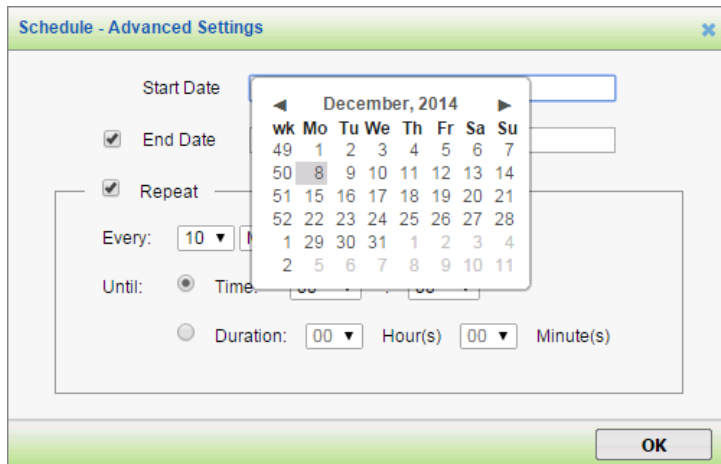 Schedule - Advanced Settings
Start Date
◄ December, 2014 ►
End Date
wk Mo Tu We Th Fr Sa Su
49 1 2 3 4 5 6 7
50 8 9 10 11 12 13 14
51 15 16 17 18 19 20 21
52 22 23 24 25 26 27 28
1 29 30 31 1 2 3 4
2 5 6 7 8 9 10 11
Repeat
Every: 10
Until: Time:
Duration: 00 Hour(s) 00 Minute(s)
OK